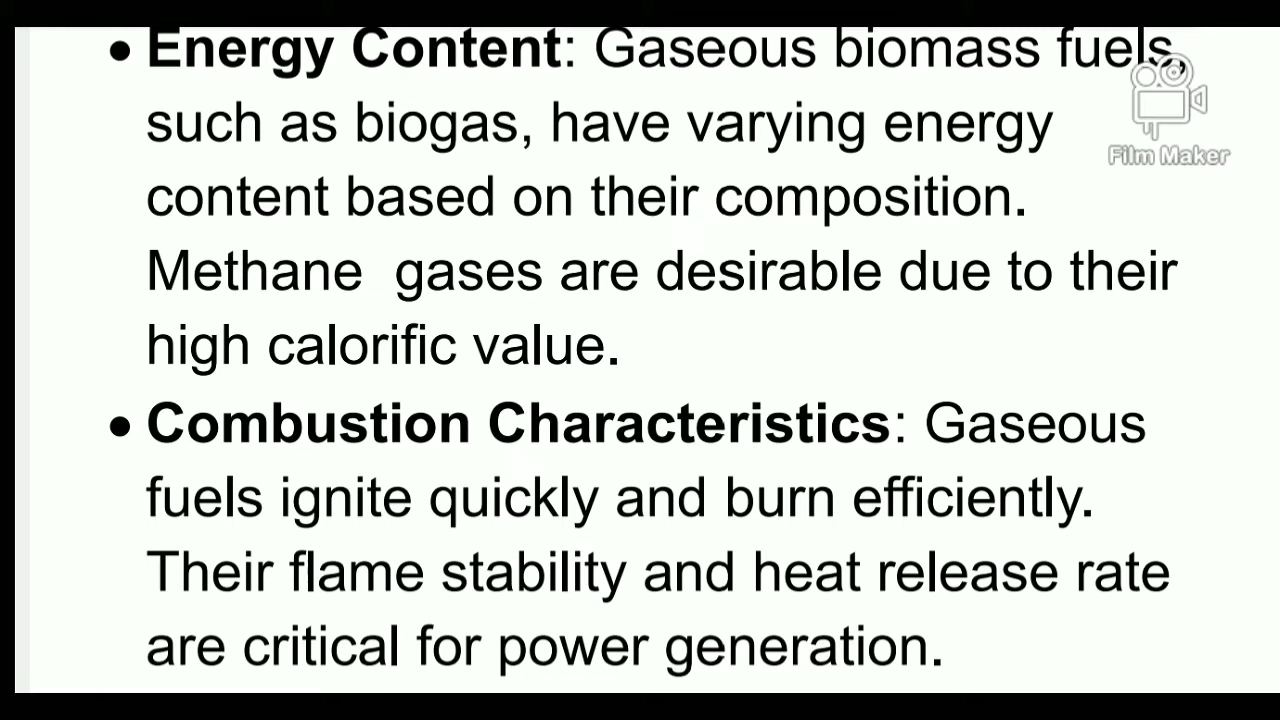 • Energy Content: Gaseous biomass fuels,
such as biogas, have varying energy
content based on their composition.
Methane  gases are desirable due to their
high calorific value.
• Combustion Characteristics: Gaseous
fuels ignite quickly and burn efficiently.
Their flame stability and heat release rate
are critical for power generation.
Film Maker